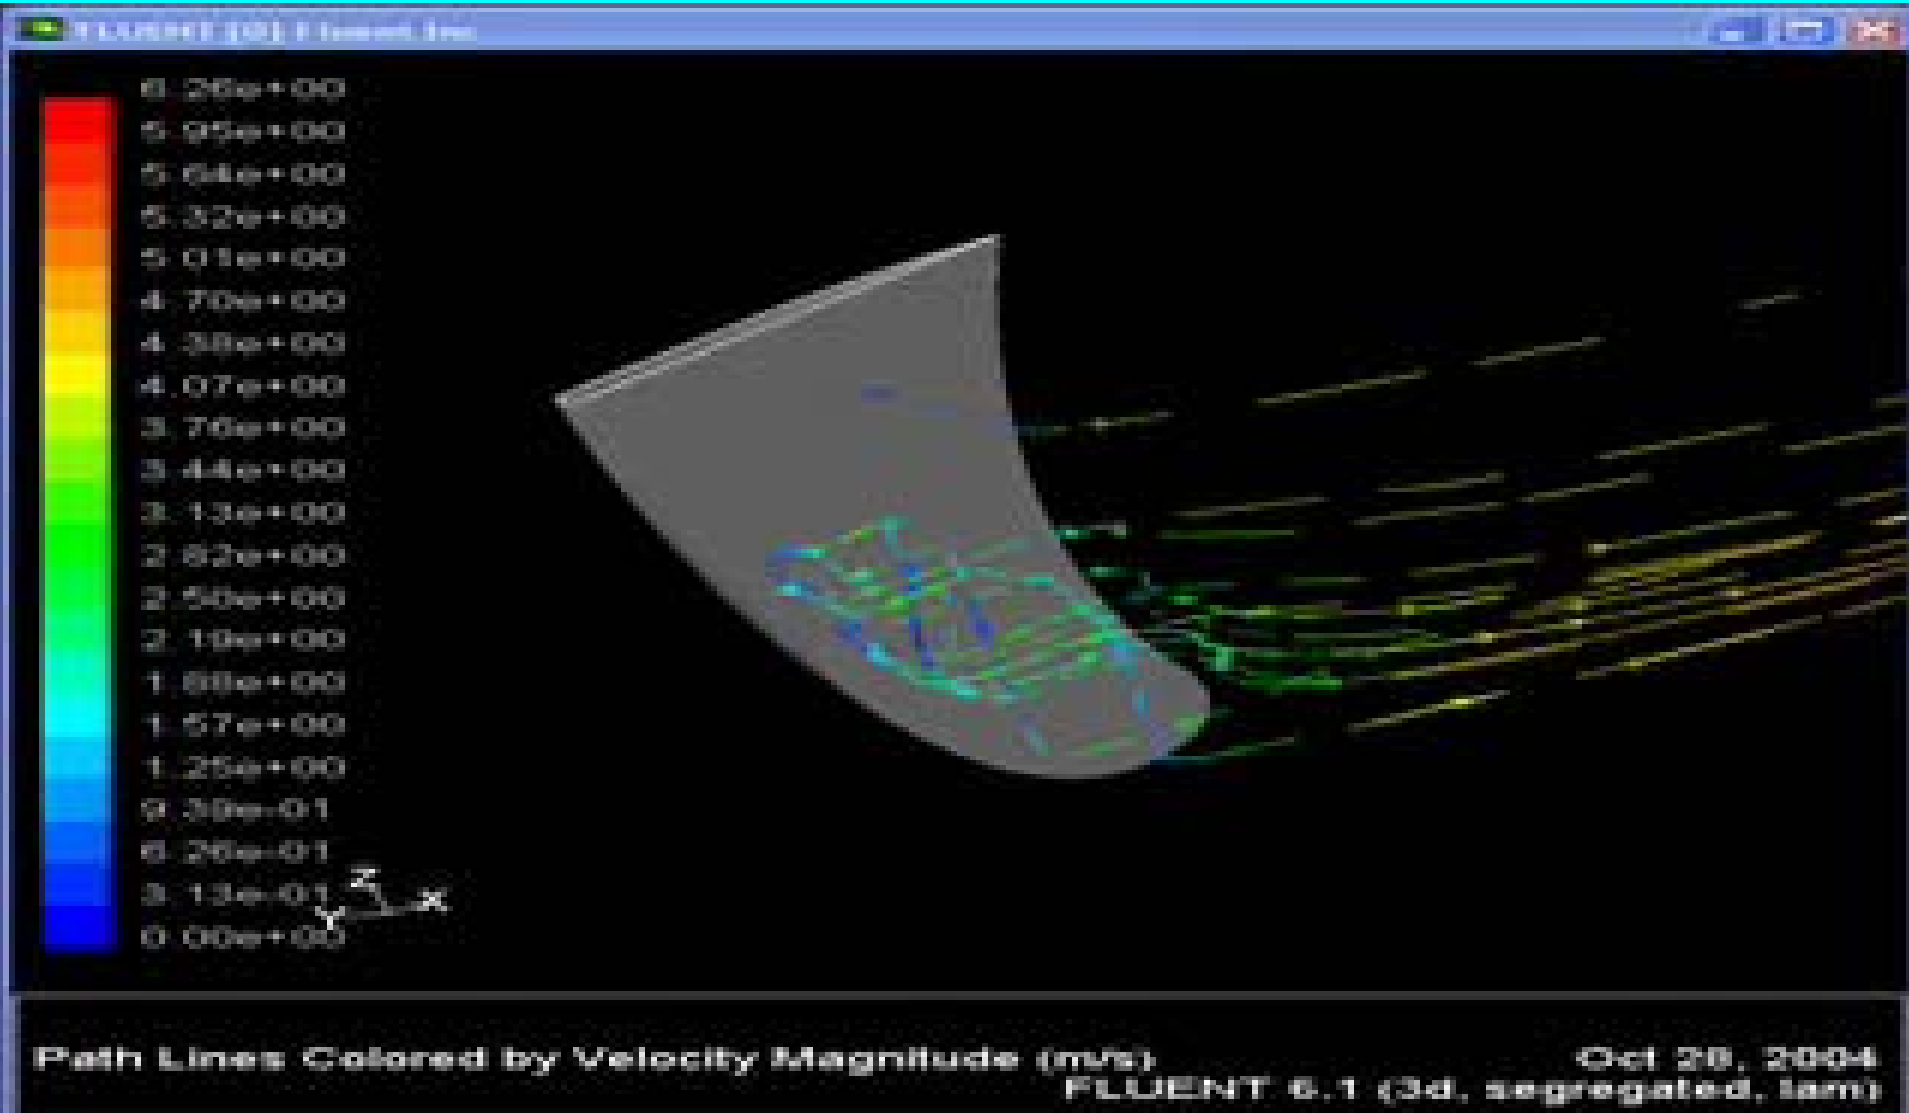 FLUENT [0] Fluent Inc
6.26e+00
5.95e+00
5.64e+00
5.32e+00
5.01e+00
4.70e+00
4.38e+00
4.07e+00
3.76e+00
3.44e+00
3.13e+00
2.82e+00
2.50e+00
2.19e+00
1.88e+00
1.57e+00
1.25e+00
9.39e-01
6.26e-01
3.13e-01
0.00e+00
Z
Y X
Path Lines Colored by Velocity Magnitude (m/s)
Oct 28, 2004
FLUENT 6.1 (3d, segregated, lam)